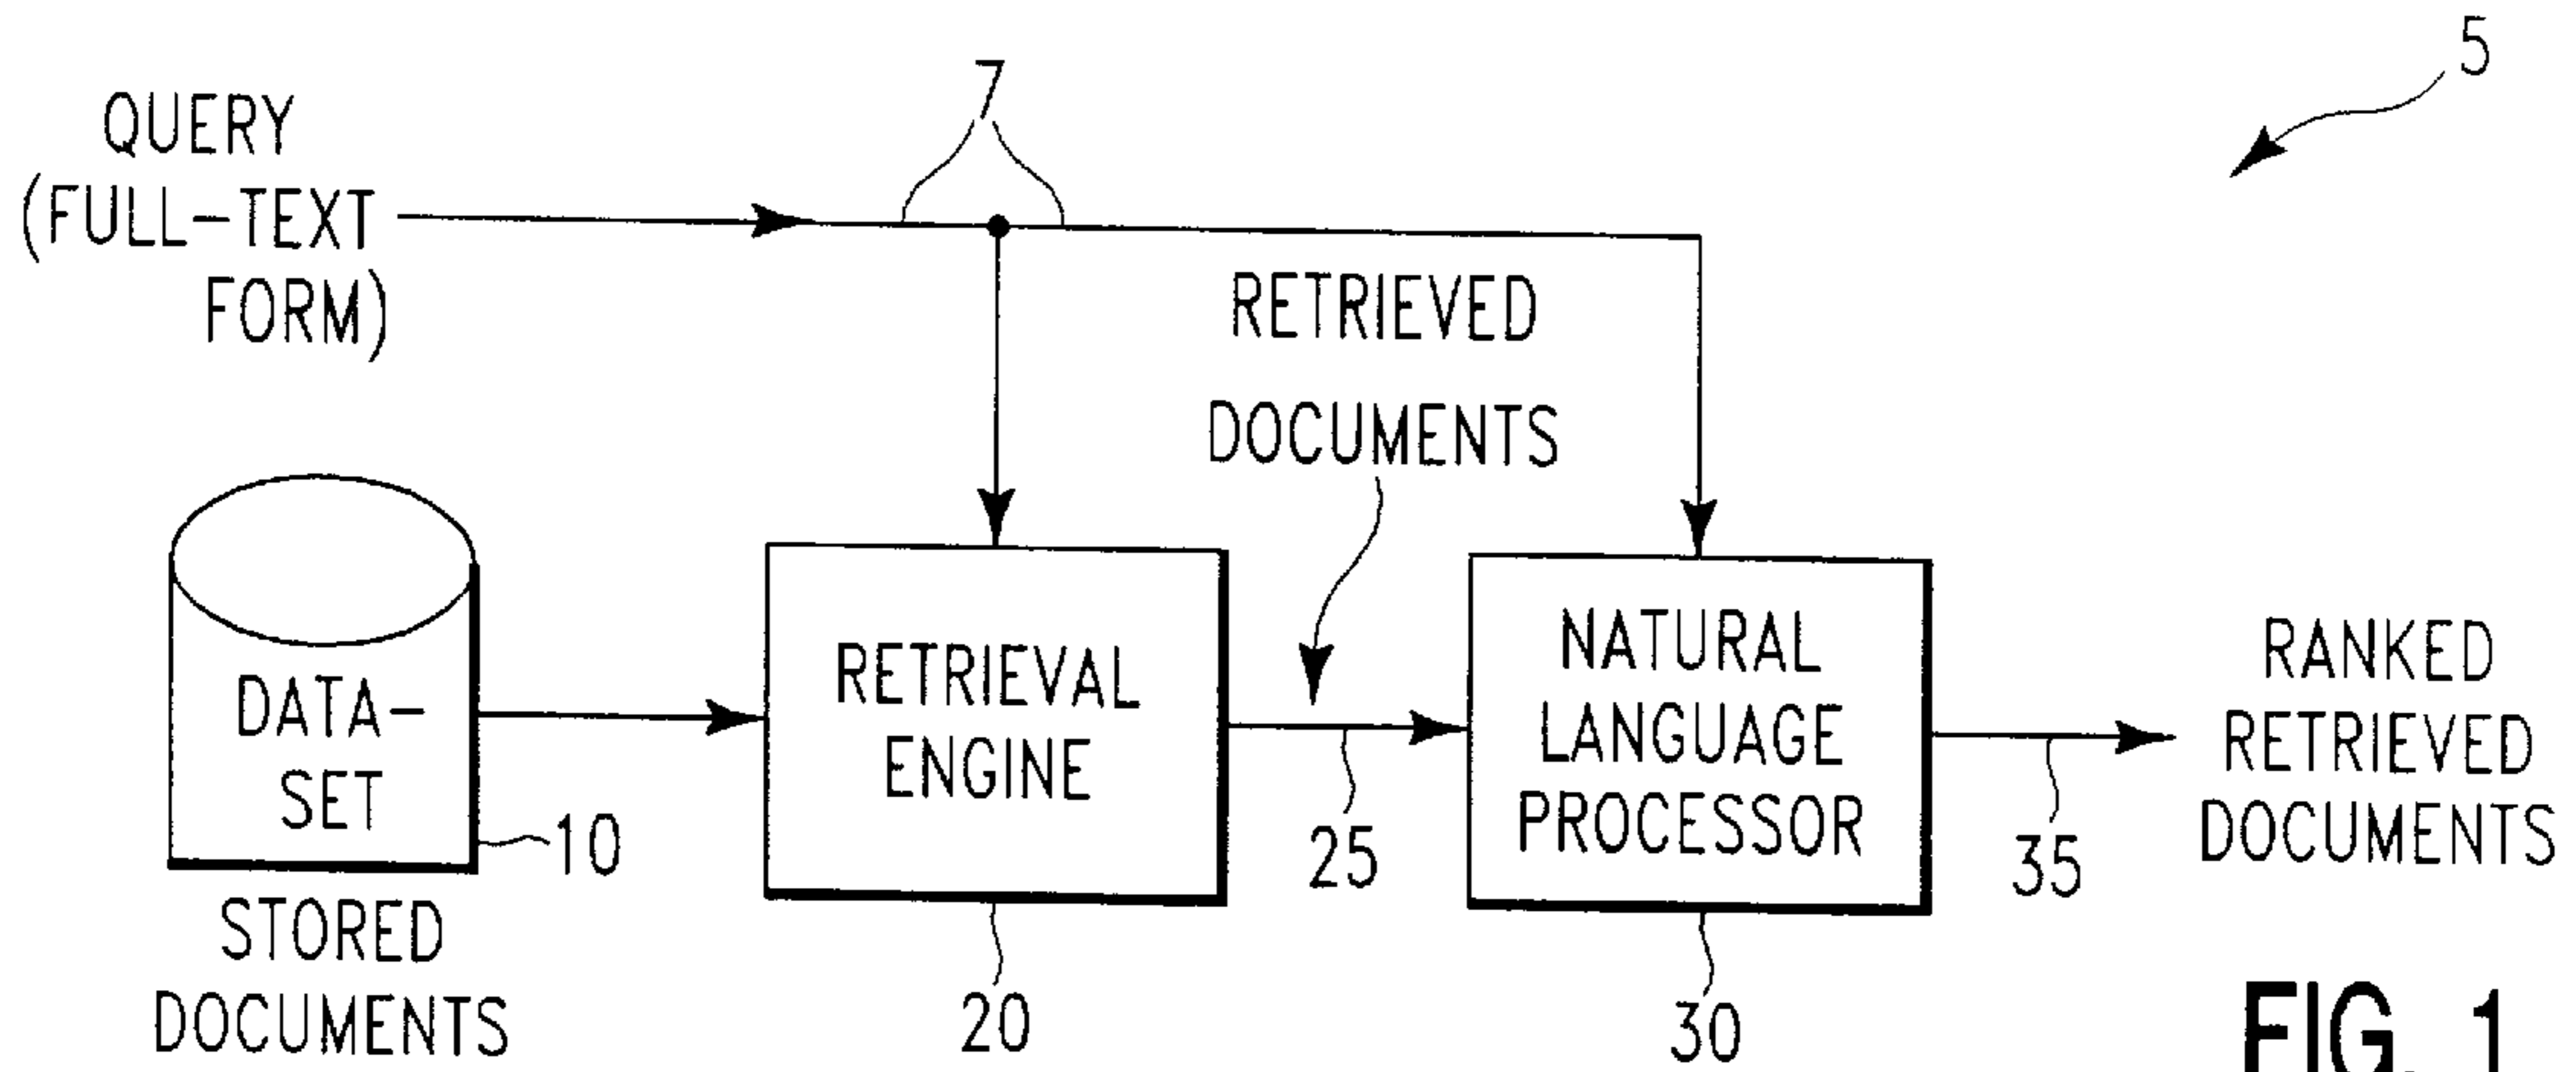 5
7
QUERY
(FULL-TEXT
FORM)
RETRIEVED
DOCUMENTS
DATA-
SET
10
STORED
DOCUMENTS
RETRIEVAL
ENGINE
20
25
NATURAL
LANGUAGE
PROCESSOR
30
35
RANKED
RETRIEVED
DOCUMENTS
FIG. 1